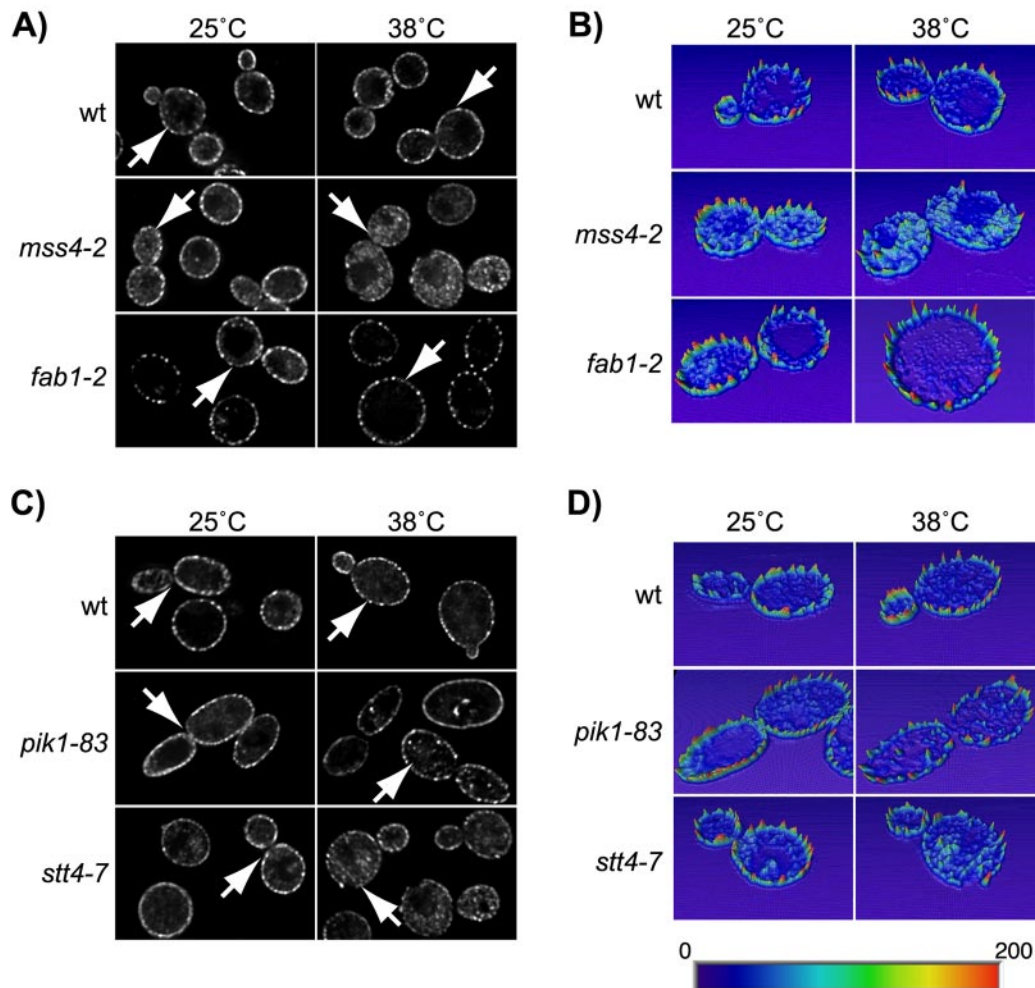 A)
25˚C 38˚C
wt
mss4-2
fab1-2
B)
25˚C 38˚C
wt
mss4-2
fab1-2
C)
25˚C 38˚C
wt
pik1-83
stt4-7
D)
25˚C 38˚C
wt
pik1-83
stt4-7
0 200